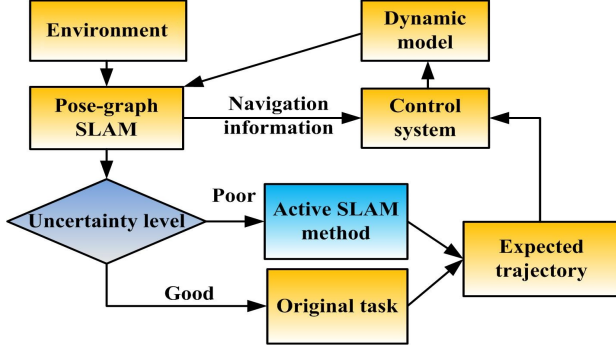 Environment
Dynamic
model
Pose-graph
SLAM
Navigation
information
Control
system
Uncertainty level
Poor
Active SLAM
method
Expected
trajectory
Good
Original task